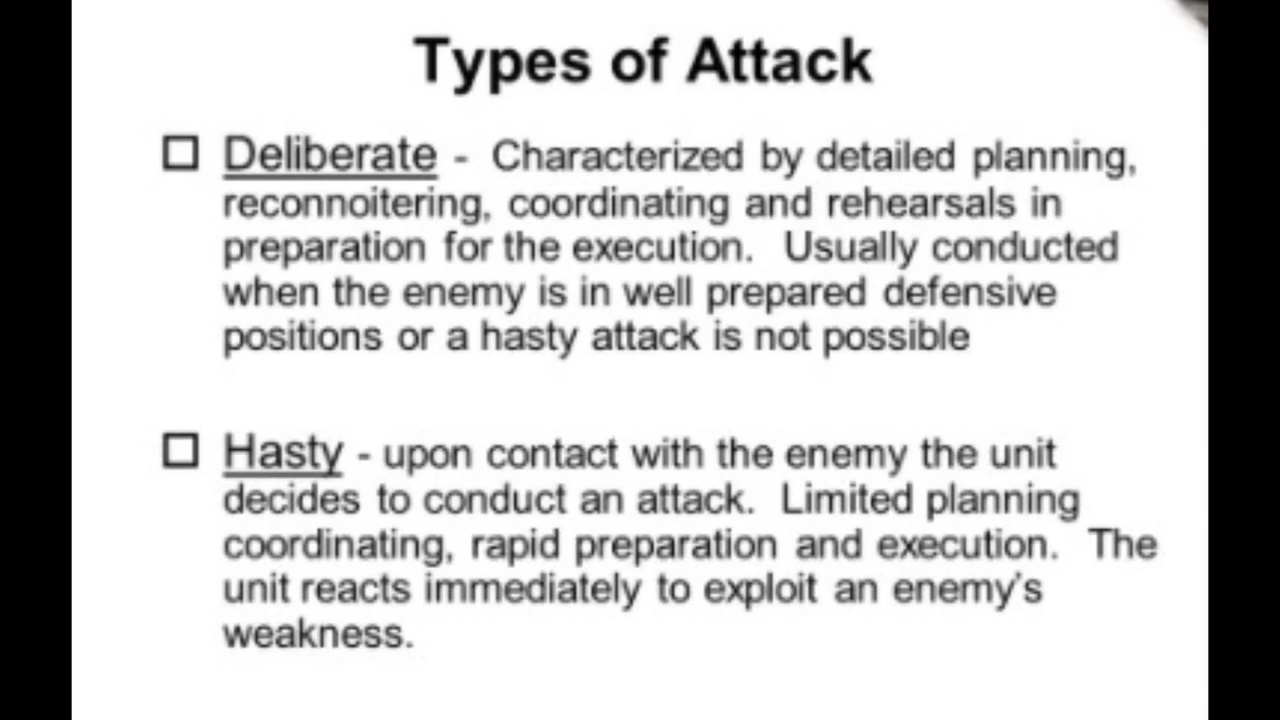 Types of Attack
Deliberate - Characterized by detailed planning,
reconnoitering, coordinating and rehearsals in
preparation for the execution. Usually conducted
when the enemy is in well prepared defensive
positions or a hasty attack is not possible
Hasty - upon contact with the enemy the unit
decides to conduct an attack. Limited planning
coordinating, rapid preparation and execution. The
unit reacts immediately to exploit an enemy's
weakness.